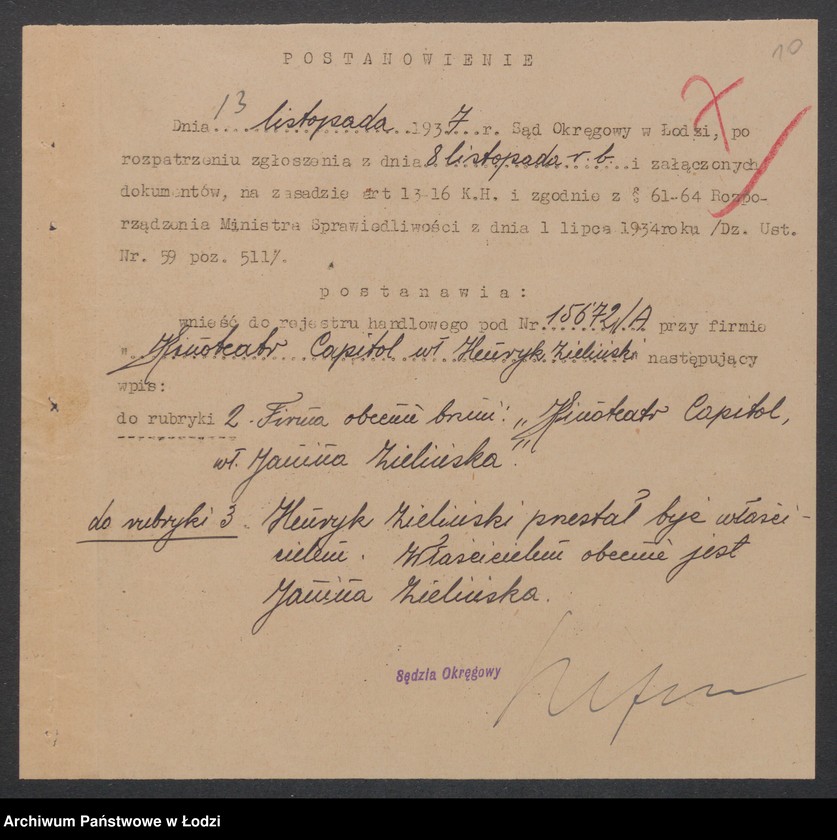 10
POSTANOWIENIE
Dnia 13 listopada 1937 r. Sąd Okręgowy w Łodzi, po
rozpatrzeniu zgłoszenia z dnia 8 listopada r. b. i załączonych
dokumentów, na zasadzie art 13-16 K.H. i zgodnie z § 61-64 Rozpo-
rządzenia Ministra Sprawiedliwości z dnia 1 lipca 1934roku /Dz. Ust.
Nr. 59 poz. 511/.
postanawia:
wnieść do rejestru handlowego pod Nr. 15672/A przy firmie
"Kinoteatr Capitol wł Henryk Zieliński" następujący
wpis:
do rubryki 2. Firma obecnie brzmi: „Kinoteatr Capitol,
wł. Janina Zielińska".
do rubryki 3. Henryk Zieliński przestał być właści-
cielem. Właścicielem obecnie jest
Janina Zielińska.
Sędzia Okręgowy
Archiwum Państwowe w Łodzi